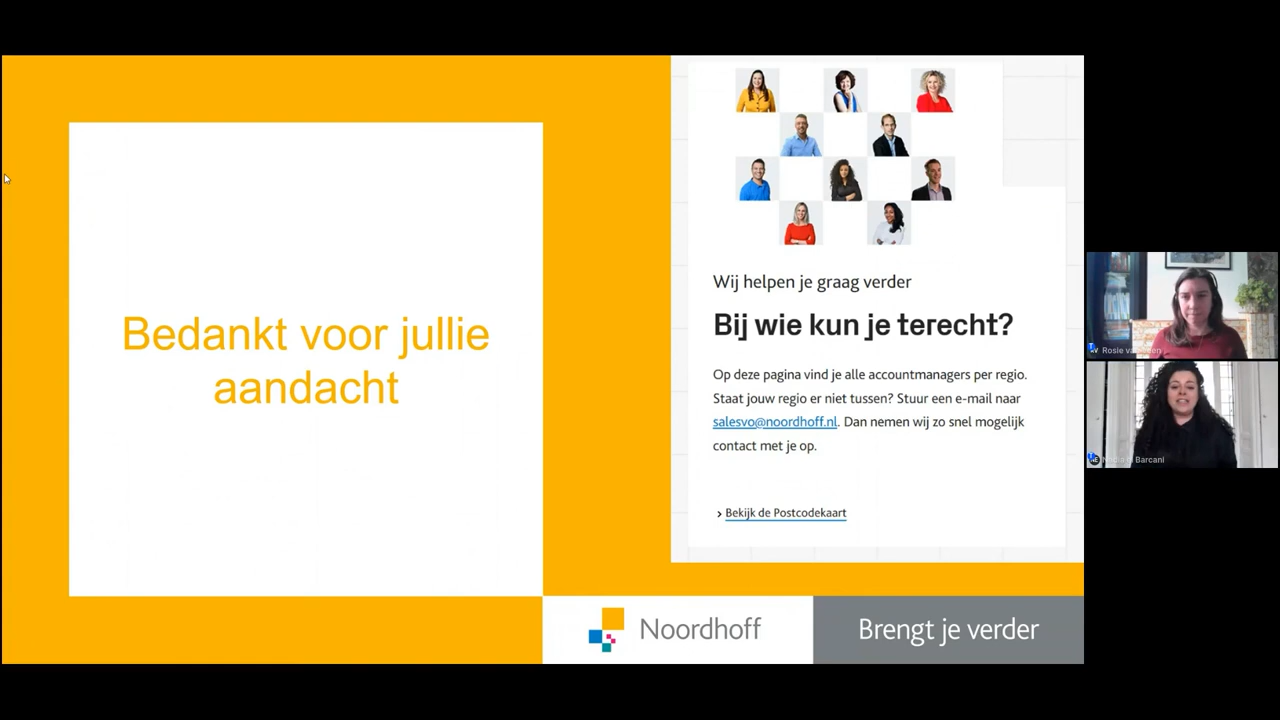 Bedankt voor jullie
aandacht
Wij helpen je graag verder
Bij wie kun je terecht?
Op deze pagina vind je alle accountmanagers per regio.
Staat jouw regio er niet tussen? Stuur een e-mail naar
salesvo@noordhoff.nl. Dan nemen wij zo snel mogelijk
contact met je op.
› Bekijk de Postcodekaart
Noordhoff
Brengt je verder
Rosie
Barcani